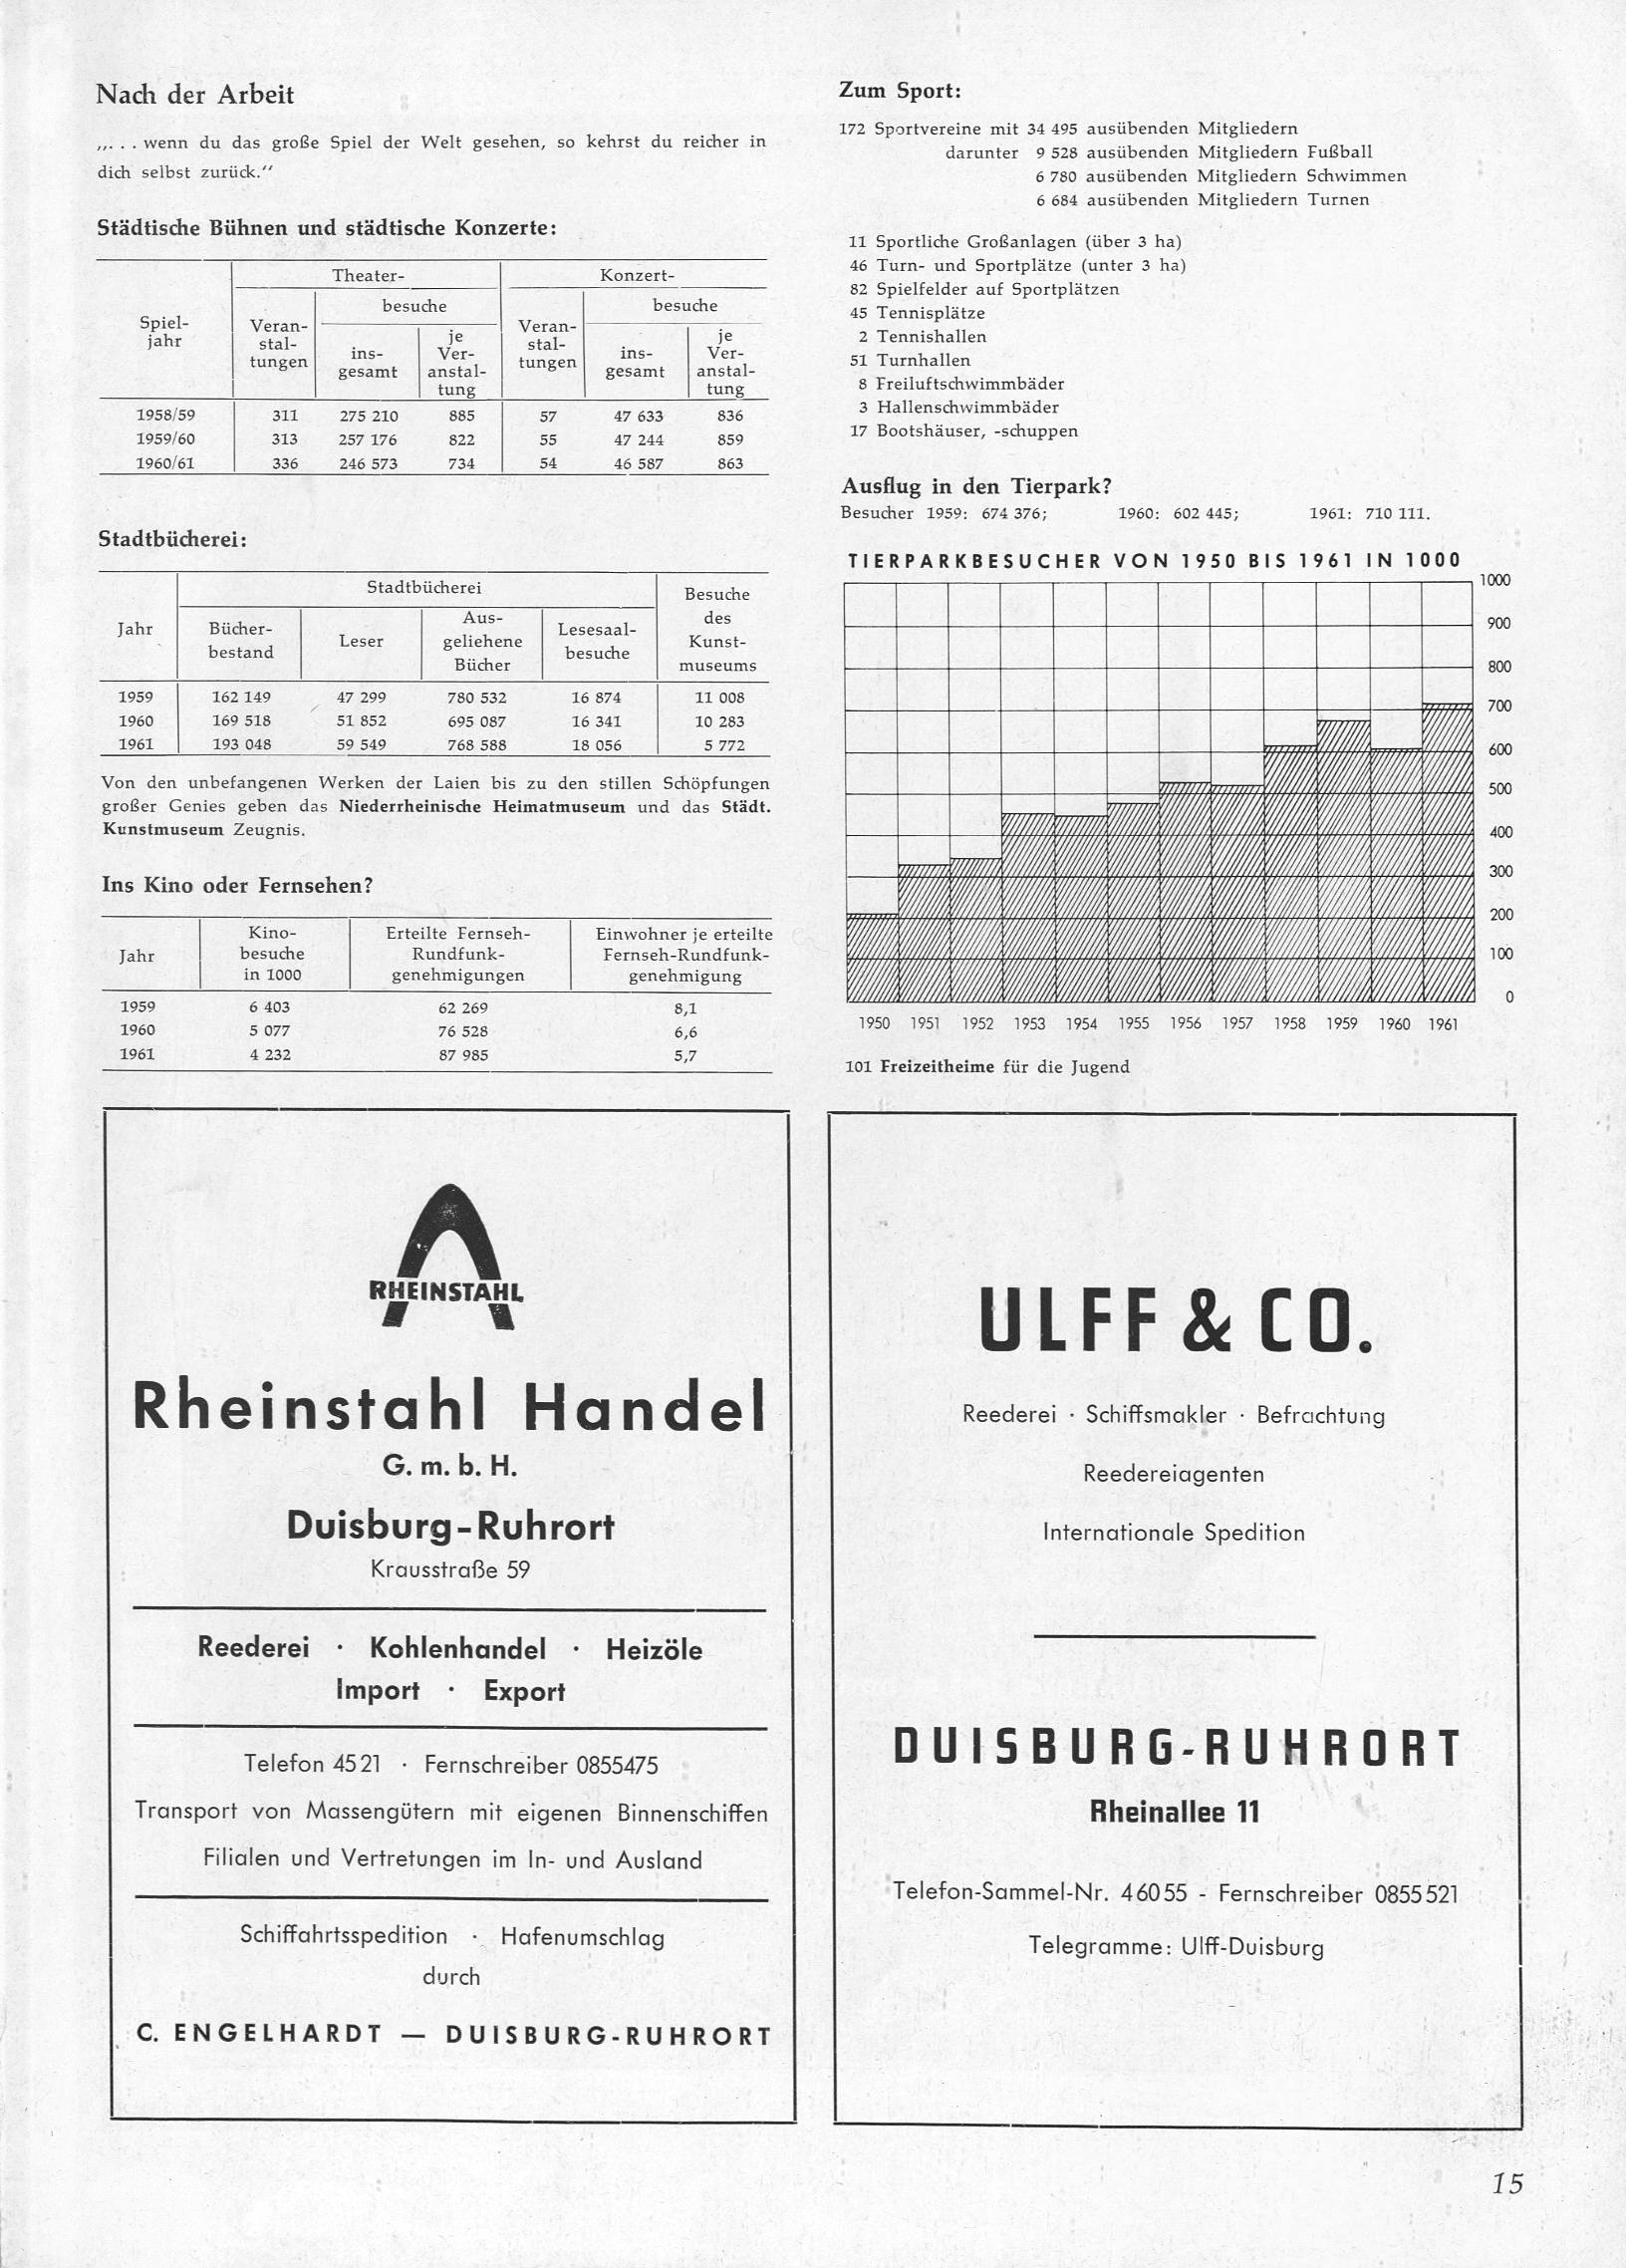 Nach der Arbeit
„. . . wenn du das große Spiel der Welt gesehen, so kehrst du reicher in
dich selbst zurück.“
Städtische Bühnen und städtische Konzerte:
Spiel-
jahr
Theater-
Konzert-
Veran-
stal-
tungen
besuche
ins-
gesamt
je
Ver-
anstal-
tung
Veran-
stal-
tungen
besuche
ins-
gesamt
je
Ver-
anstal-
tung
1958/59 311 275 210 885 57 47 633 836
1959/60 313 257 176 822 55 47 244 859
1960/61 336 246 573 734 54 46 587 863
Stadtbücherei:
Jahr
Stadtbücherei
Bücher-
bestand
Leser
Aus-
geliehene
Bücher
Lesesaal-
besuche
Besuche
des
Kunst-
museums
1959 162 149 47 299 780 532 16 874 11 008
1960 169 518 51 852 695 087 16 341 10 283
1961 193 048 59 549 768 588 18 056 5 772
Von den unbefangenen Werken der Laien bis zu den stillen Schöpfungen
großer Genies geben das Niederrheinische Heimatmuseum und das Städt.
Kunstmuseum Zeugnis.
Ins Kino oder Fernsehen?
Jahr
Kino-
besuche
in 1000
Erteilte Fernseh-
Rundfunk-
genehmigungen
Einwohner je erteilte
Fernseh-Rundfunk-
genehmigung
1959 6 403 62 269 8,1
1960 5 077 76 528 6,6
1961 4 232 87 985 5,7
Zum Sport:
172 Sportvereine mit 34 495 ausübenden Mitgliedern
darunter 9 528 ausübenden Mitgliedern Fußball
6 780 ausübenden Mitgliedern Schwimmen
6 684 ausübenden Mitgliedern Turnen
11 Sportliche Großanlagen (über 3 ha)
46 Turn- und Sportplätze (unter 3 ha)
82 Spielfelder auf Sportplätzen
45 Tennisplätze
2 Tennishallen
51 Turnhallen
8 Freiluftschwimmbäder
3 Hallenschwimmbäder
17 Bootshäuser, -schuppen
Ausflug in den Tierpark?
Besucher 1959: 674 376; 1960: 602 445; 1961: 710 111.
TIERPARKBESUCHER VON 1950 BIS 1961 IN 1000
1000
900
800
700
600
500
400
300
200
100
0
1950 1951 1952 1953 1954 1955 1956 1957 1958 1959 1960 1961
101 Freizeitheime für die Jugend
RHEINSTAHL
Rheinstahl Handel
G. m. b. H.
Duisburg-Ruhrort
Krausstraße 59
Reederei · Kohlenhandel · Heizöle
Import · Export
Telefon 45 21 · Fernschreiber 0855475
Transport von Massengütern mit eigenen Binnenschiffen
Filialen und Vertretungen im In- und Ausland
Schiffahrtsspedition · Hafenumschlag
durch
C. ENGELHARDT — DUISBURG-RUHRORT
ULFF & CO.
Reederei · Schiffsmakler · Befrachtung
Reedereiagenten
Internationale Spedition
DUISBURG-RUHRORT
Rheinallee 11
Telefon-Sammel-Nr. 4 60 55 - Fernschreiber 0855 521
Telegramme: Ulff-Duisburg
15